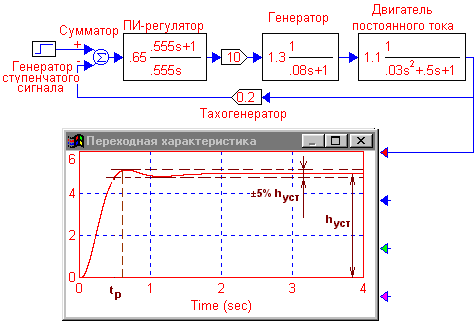 Двигатель
постоянного тока
Генератор
ПИ-регулятор
Сумматор
+
-
Σ
.65 .555s+1
.555s
10
1.3 1
.08s+1
1.1 1
.03s²+.5s+1
Генератор
ступенчатого
сигнала
0.2
Тахогенератор
Переходная характеристика
6
4
2
0
±5% hуст
hуст
tр
0 1 2 3 4
Time (sec)